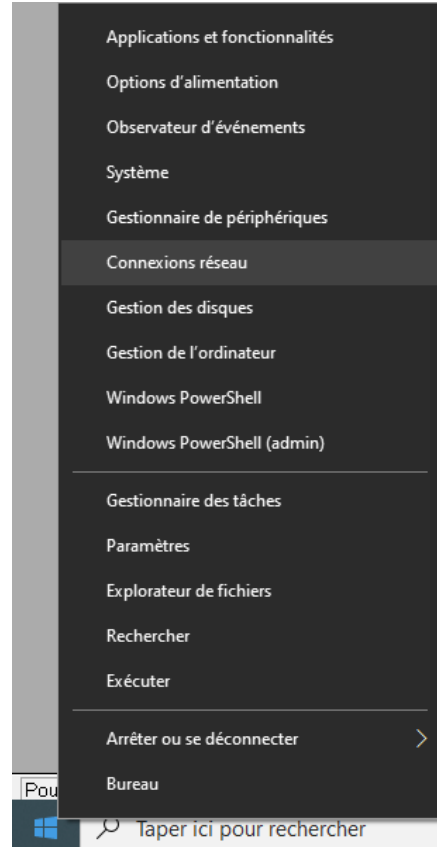 Applications et fonctionnalités
Options d'alimentation
Observateur d'événements
Système
Gestionnaire de périphériques
Connexions réseau
Gestion des disques
Gestion de l'ordinateur
Windows PowerShell
Windows PowerShell (admin)
Gestionnaire des tâches
Paramètres
Explorateur de fichiers
Rechercher
Exécuter
Arrêter ou se déconnecter
Bureau
Pou
Taper ici pour rechercher